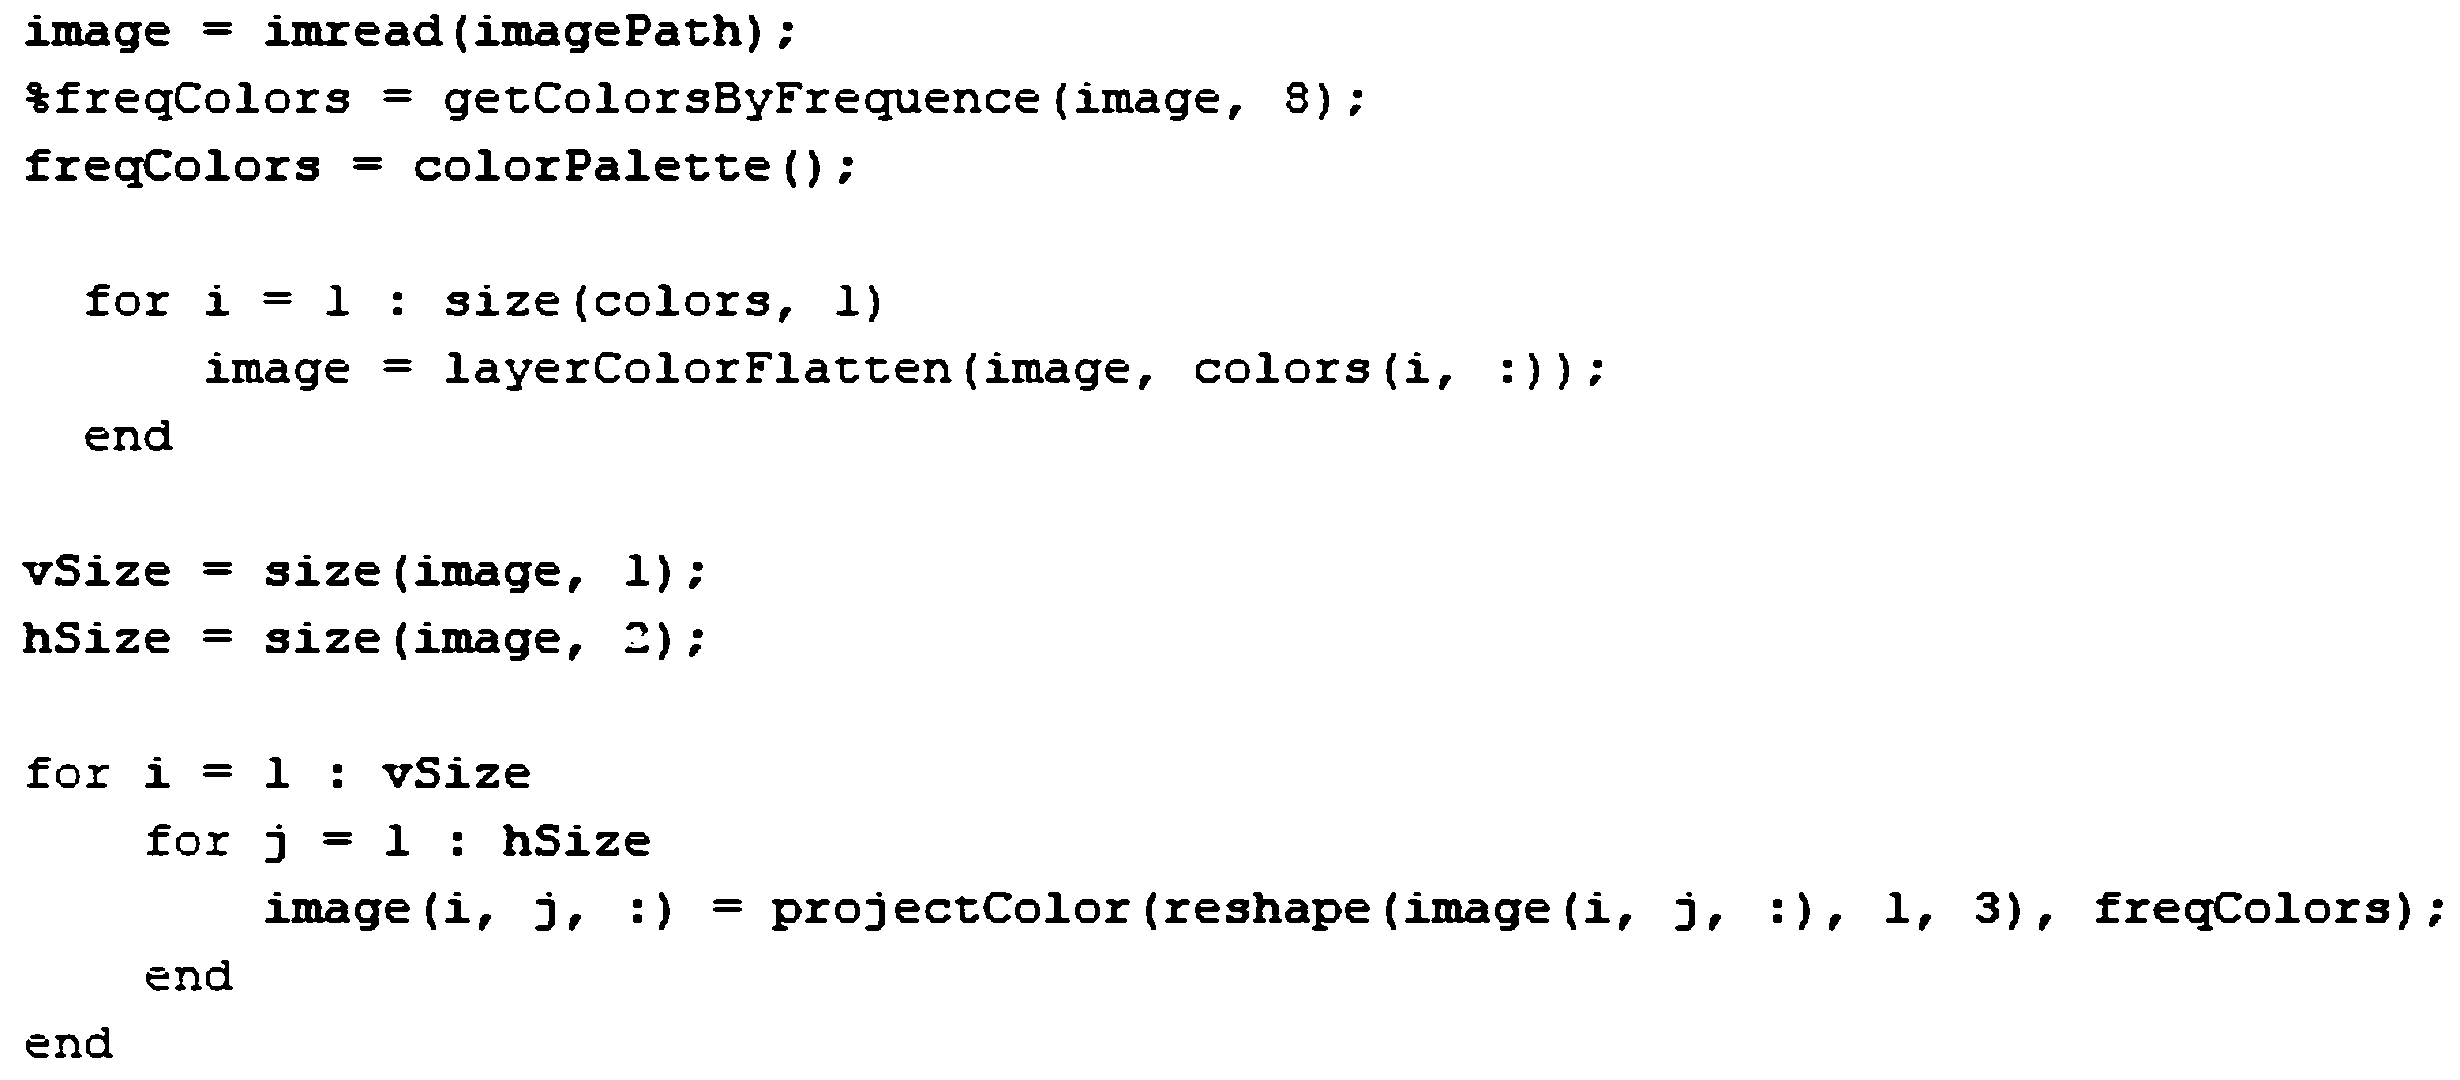 image = imread(imagePath);
%freqColors = getColorsByFrequence(image, 8);
freqColors = colorPalette();
for i = 1 : size(colors, 1)
image = layerColorFlatten(image, colors(i, :));
end
vSize = size(image, 1);
hSize = size(image, 2);
for i = 1 : vSize
for j = 1 : hSize
image(i, j, :) = projectColor(reshape(image(i, j, :), 1, 3), freqColors);
end
end